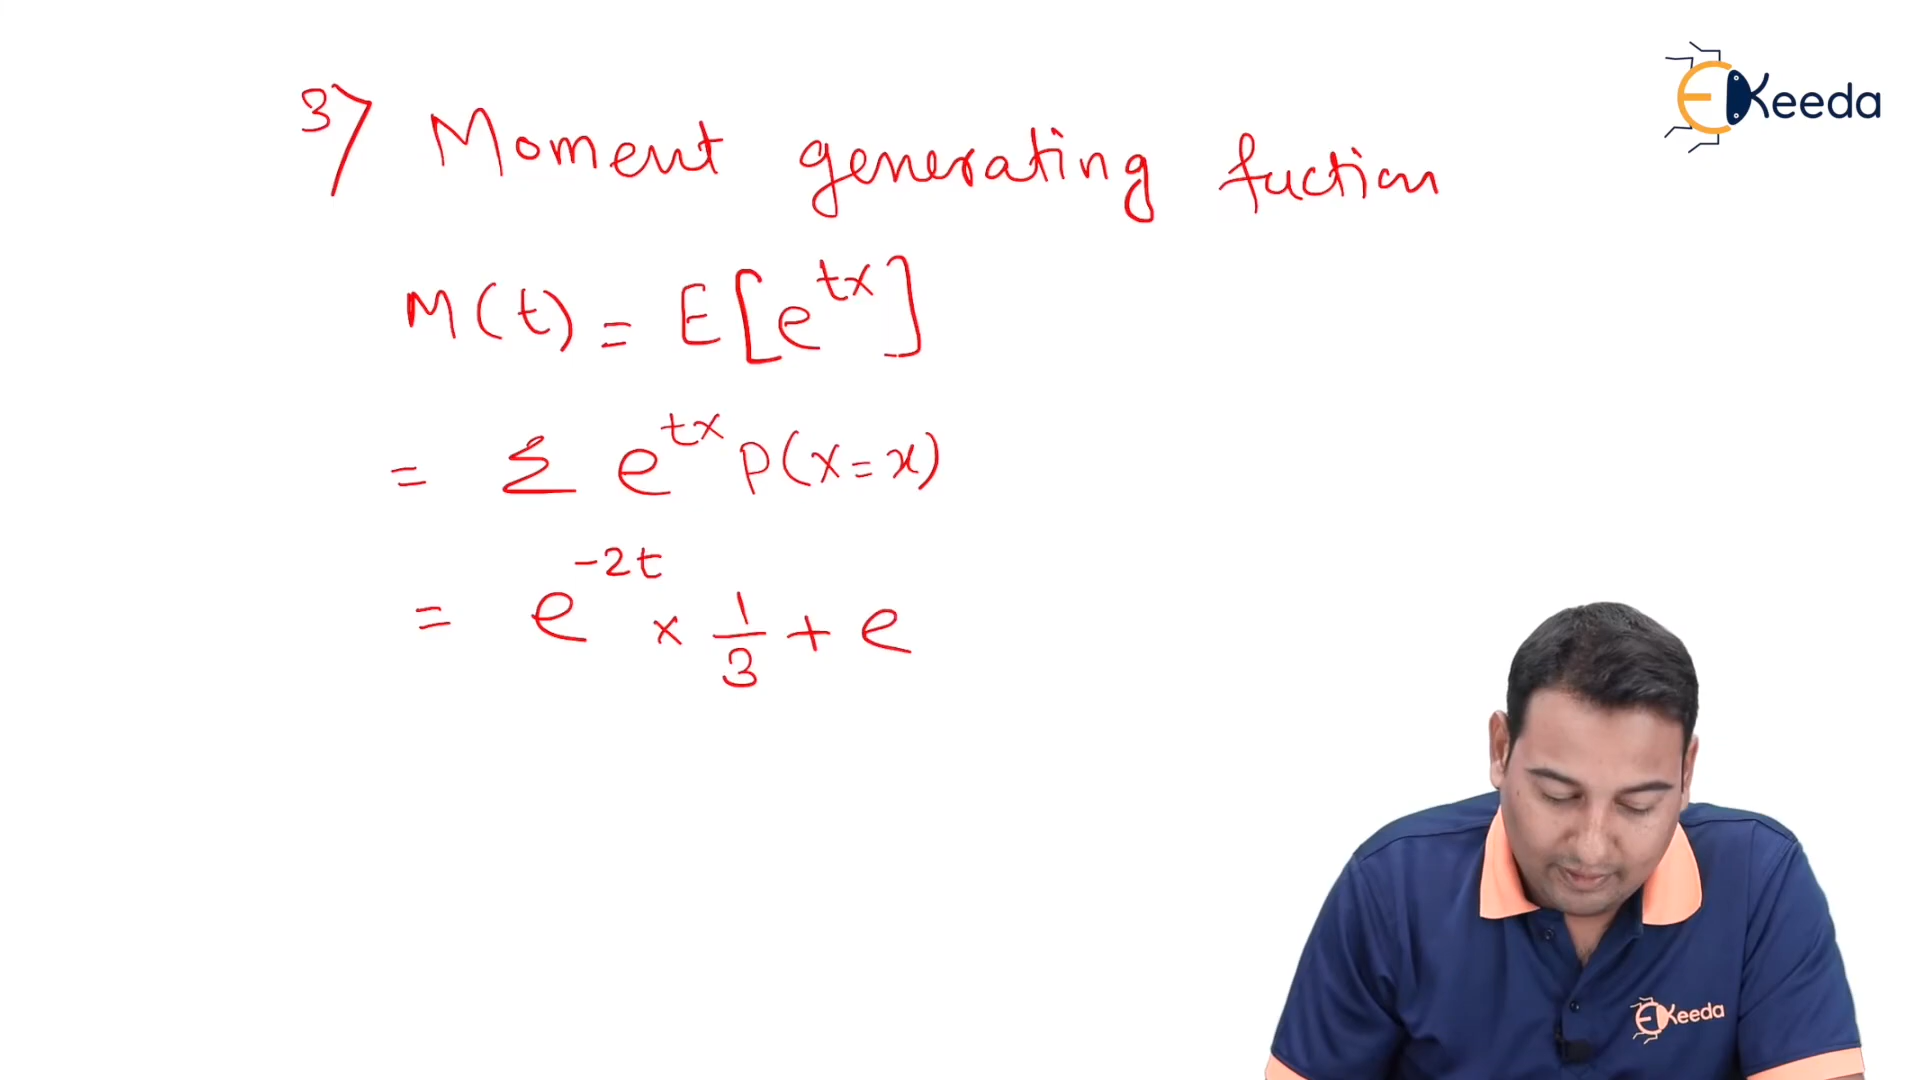 EKeeda
3) Moment generating fuction
M(t) = E[e^{tx}]
= Σ e^{tx} P(X=x)
= e^{-2t} × 1/3 + e
EKeeda